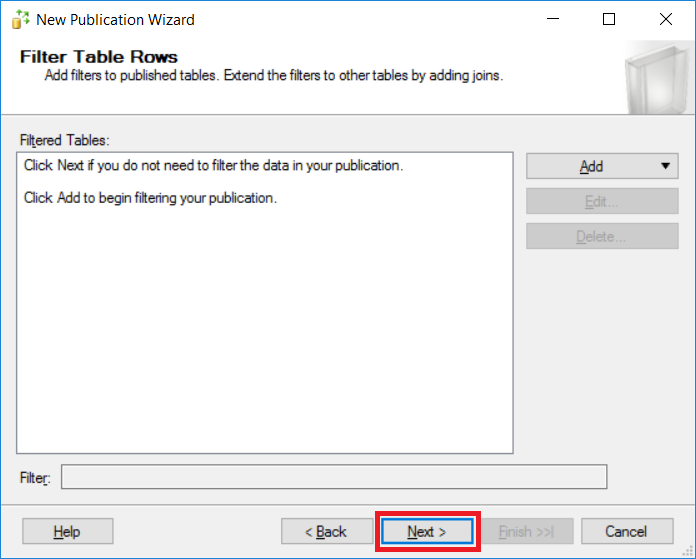 New Publication Wizard
Filter Table Rows
Add filters to published tables. Extend the filters to other tables by adding joins.
Filtered Tables:
Click Next if you do not need to filter the data in your publication.
Click Add to begin filtering your publication.
Add
Edit...
Delete...
Filter:
Help
< Back
Next >
Finish >>|
Cancel